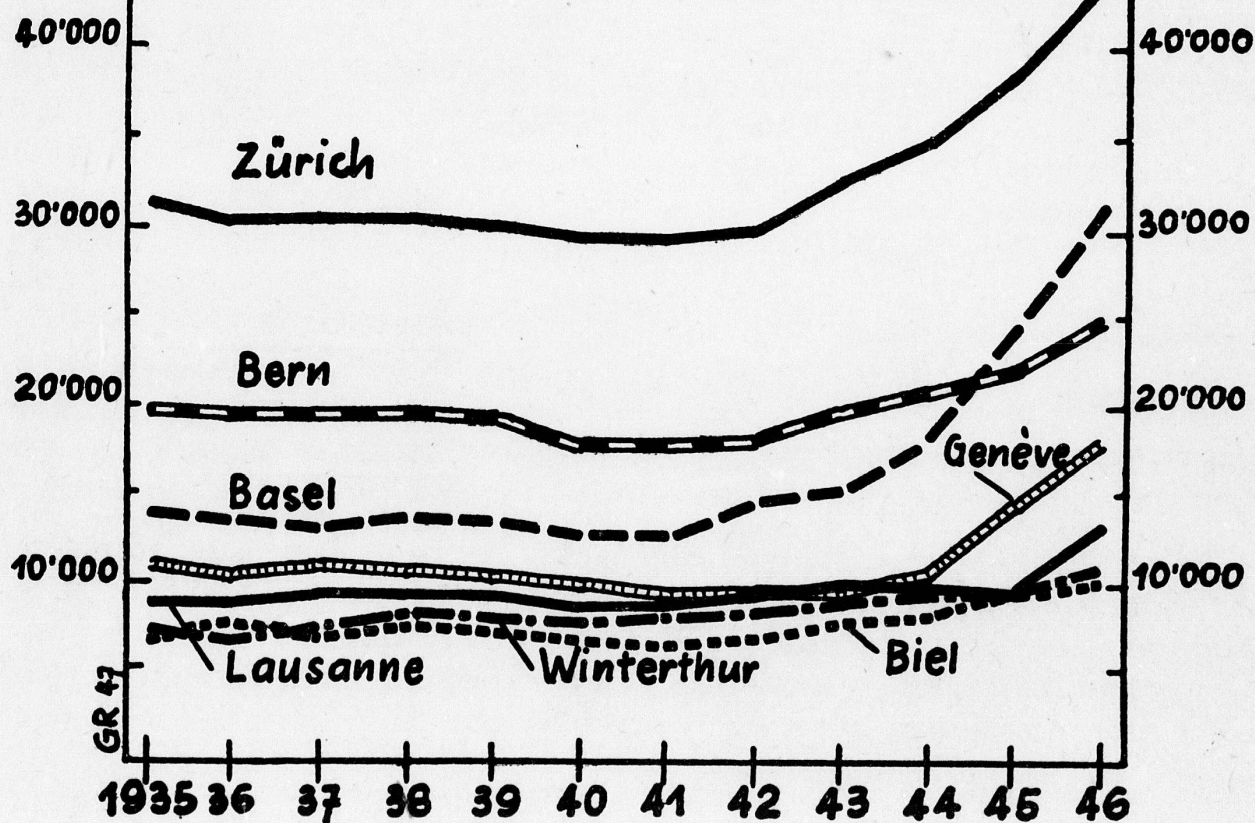 40'000
40'000
Zürich
30'000
30'000
Bern
20'000
20'000
Genève
Basel
10'000
10'000
Lausanne
Winterthur
Biel
GR 47
1935 36 37 38 39 40 41 42 43 44 45 46